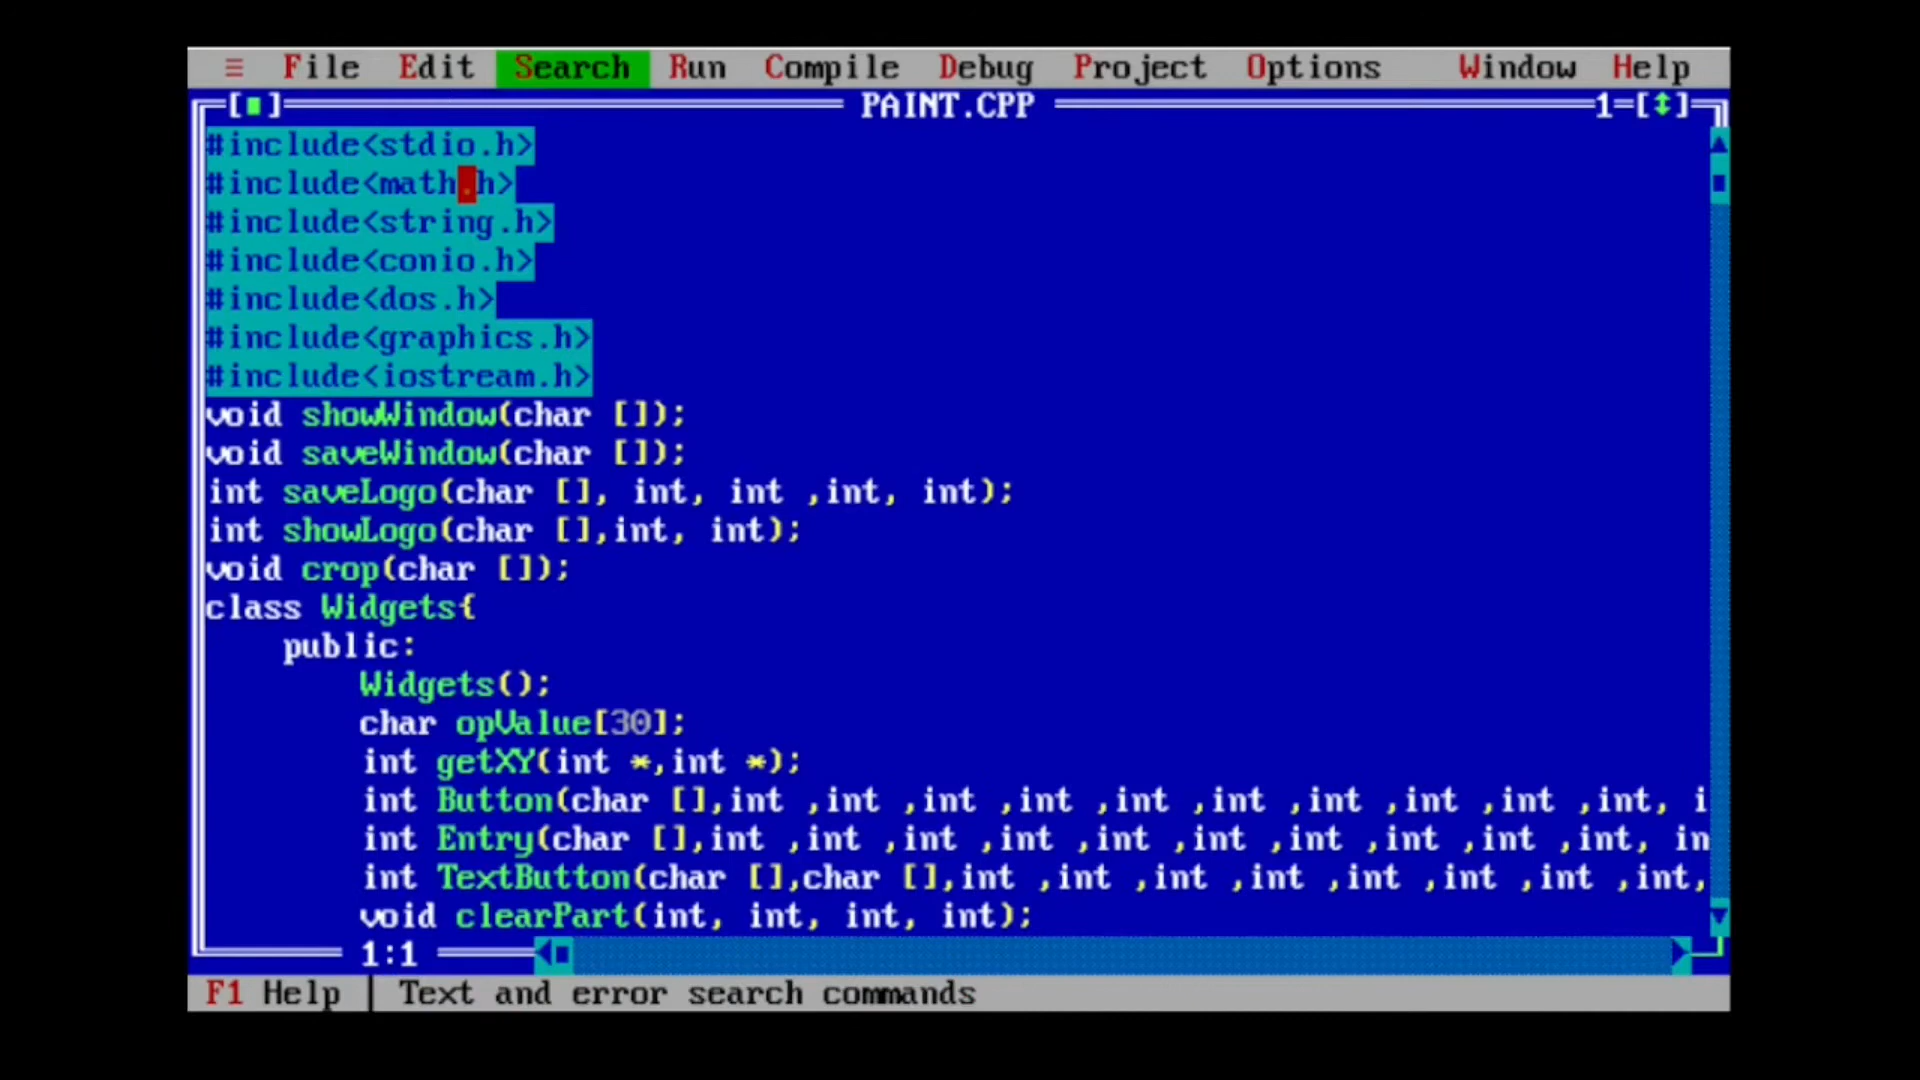 ≡ File Edit Search Run Compile Debug Project Options Window Help
[■] PAINT.CPP 1=[↕]
#include<stdio.h>
#include<math.h>
#include<string.h>
#include<conio.h>
#include<dos.h>
#include<graphics.h>
#include<iostream.h>
void showWindow(char []);
void saveWindow(char []);
int saveLogo(char [], int, int ,int, int);
int showLogo(char [],int, int);
void crop(char []);
class Widgets{
public:
Widgets();
char opValue[30];
int getXY(int *,int *);
int Button(char [],int ,int ,int ,int ,int ,int ,int ,int ,int ,int, i
int Entry(char [],int ,int ,int ,int ,int ,int ,int ,int ,int ,int, in
int TextButton(char [],char [],int ,int ,int ,int ,int ,int ,int ,int,
void clearPart(int, int, int, int);
1:1
F1 Help | Text and error search commands